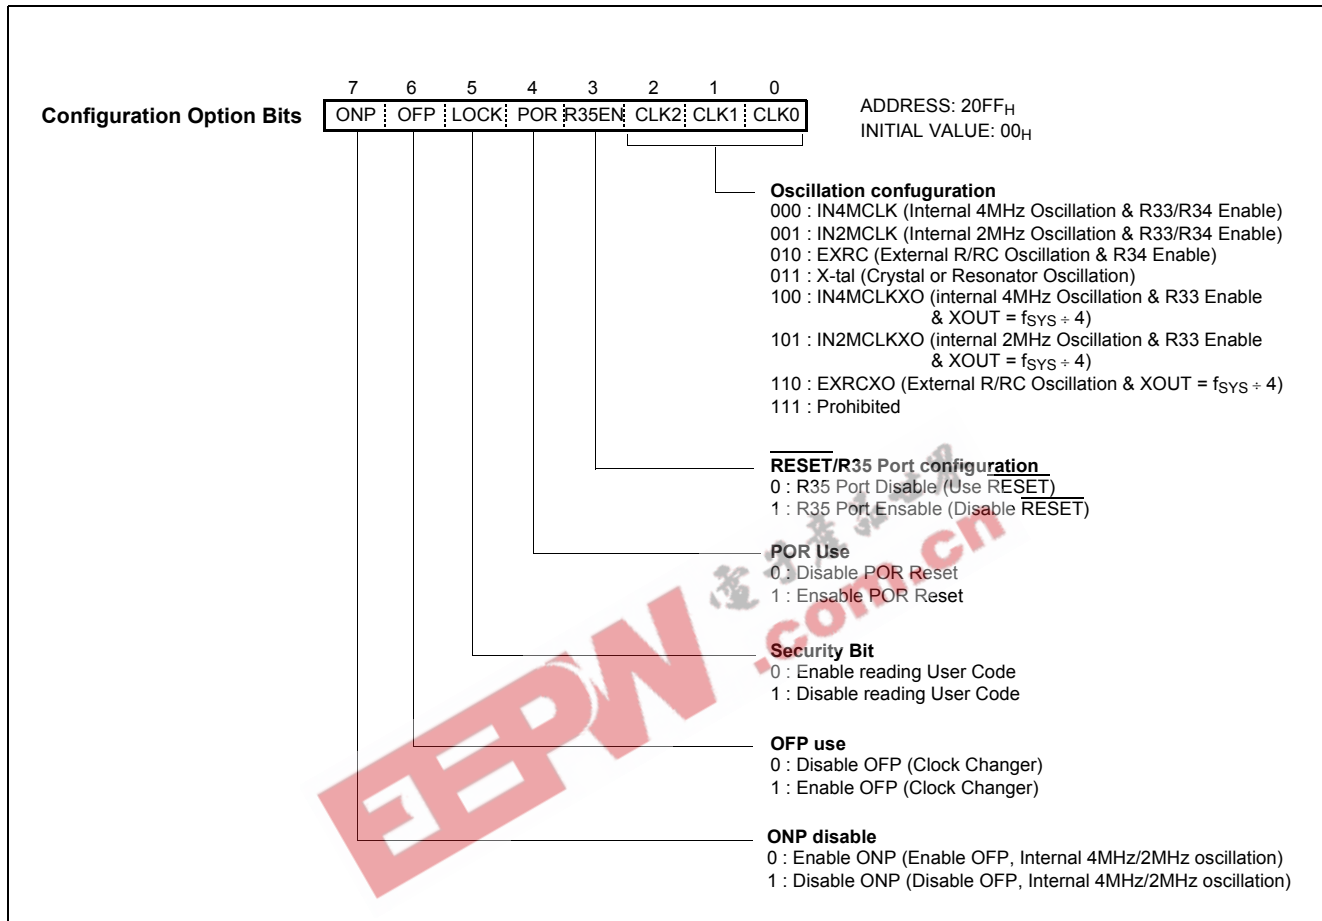 7 6 5 4 3 2 1 0
Configuration Option Bits ONP OFP LOCK POR R35EN CLK2 CLK1 CLK0
ADDRESS: 20FFH
INITIAL VALUE: 00H
Oscillation confuguration
000 : IN4MCLK (Internal 4MHz Oscillation & R33/R34 Enable)
001 : IN2MCLK (Internal 2MHz Oscillation & R33/R34 Enable)
010 : EXRC (External R/RC Oscillation & R34 Enable)
011 : X-tal (Crystal or Resonator Oscillation)
100 : IN4MCLKXO (internal 4MHz Oscillation & R33 Enable
& XOUT = fSYS ÷ 4)
101 : IN2MCLKXO (internal 2MHz Oscillation & R33 Enable
& XOUT = fSYS ÷ 4)
110 : EXRCXO (External R/RC Oscillation & XOUT = fSYS ÷ 4)
111 : Prohibited
RESET/R35 Port configuration
0 : R35 Port Disable (Use RESET)
1 : R35 Port Ensable (Disable RESET)
POR Use
0 : Disable POR Reset
1 : Ensable POR Reset
Security Bit
0 : Enable reading User Code
1 : Disable reading User Code
OFP use
0 : Disable OFP (Clock Changer)
1 : Enable OFP (Clock Changer)
ONP disable
0 : Enable ONP (Enable OFP, Internal 4MHz/2MHz oscillation)
1 : Disable ONP (Disable OFP, Internal 4MHz/2MHz oscillation)
EEPW
.com.cn
電子產品世界